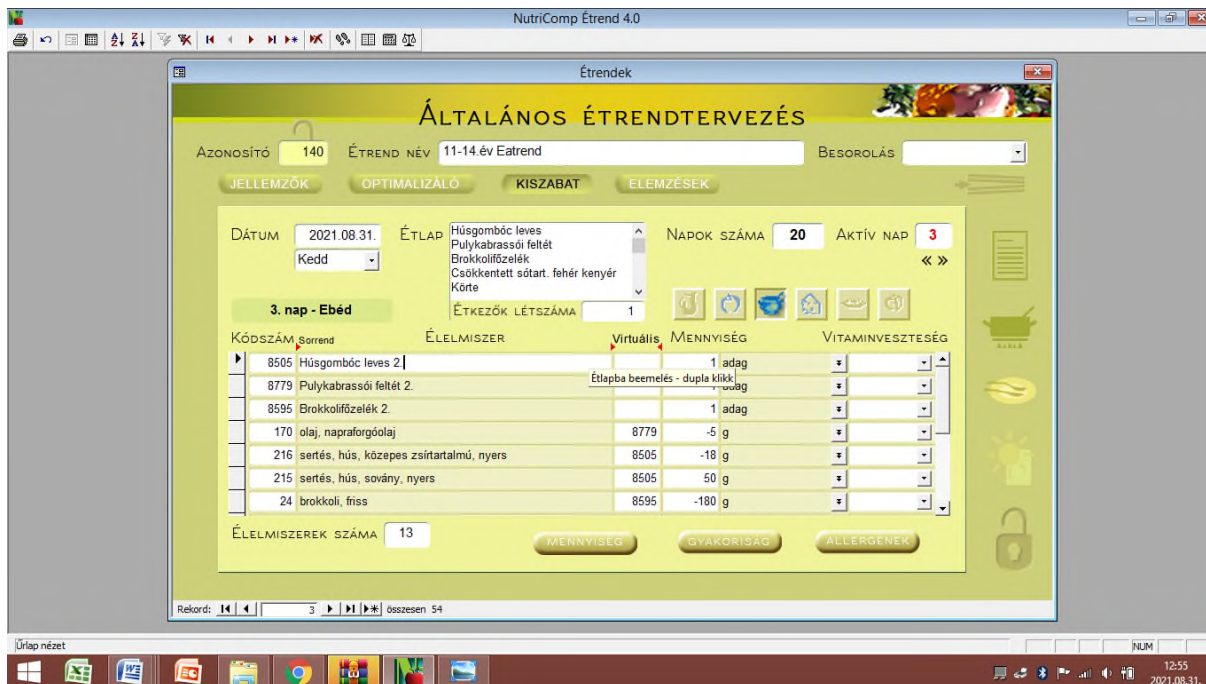 NutriComp Étrend 4.0
Étrendek
ÁLTALÁNOS ÉTRENDTERVEZÉS
AZONOSÍTÓ 140 ÉTREND NÉV 11-14.év Eatrend BESOROLÁS
JELLEMZŐK OPTIMALIZÁLÓ KISZABAT ELEMZÉSEK
DÁTUM 2021.08.31. ÉTLAP NAPOK SZÁMA 20 AKTÍV NAP 3
Kedd
Húsgombóc leves
Pulykabrassói feltét
Brokkolifőzelék
Csökkentett sótart. fehér kenyér
Körte
« »
3. nap - Ebéd ÉTKEZŐK LÉTSZÁMA 1
KÓDSZÁM Sorrend ÉLELMISZER Virtuális MENNYISÉG VITAMINVESZTESÉG
8505 Húsgombóc leves 2. 1 adag
Étlapba beemelés - dupla klikk
8779 Pulykabrassói feltét 2. adag
8595 Brokkolifőzelék 2. 1 adag
170 olaj, napraforgóolaj 8779 -5 g
216 sertés, hús, közepes zsírtartalmú, nyers 8505 -18 g
215 sertés, hús, sovány, nyers 8505 50 g
24 brokkoli, friss 8595 -180 g
ÉLELMISZEREK SZÁMA 13 MENNYISÉG GYAKORISÁG ALLERGÉNEK
Rekord: 3 összesen 54
Űrlap nézet NUM
12:55
2021.08.31.